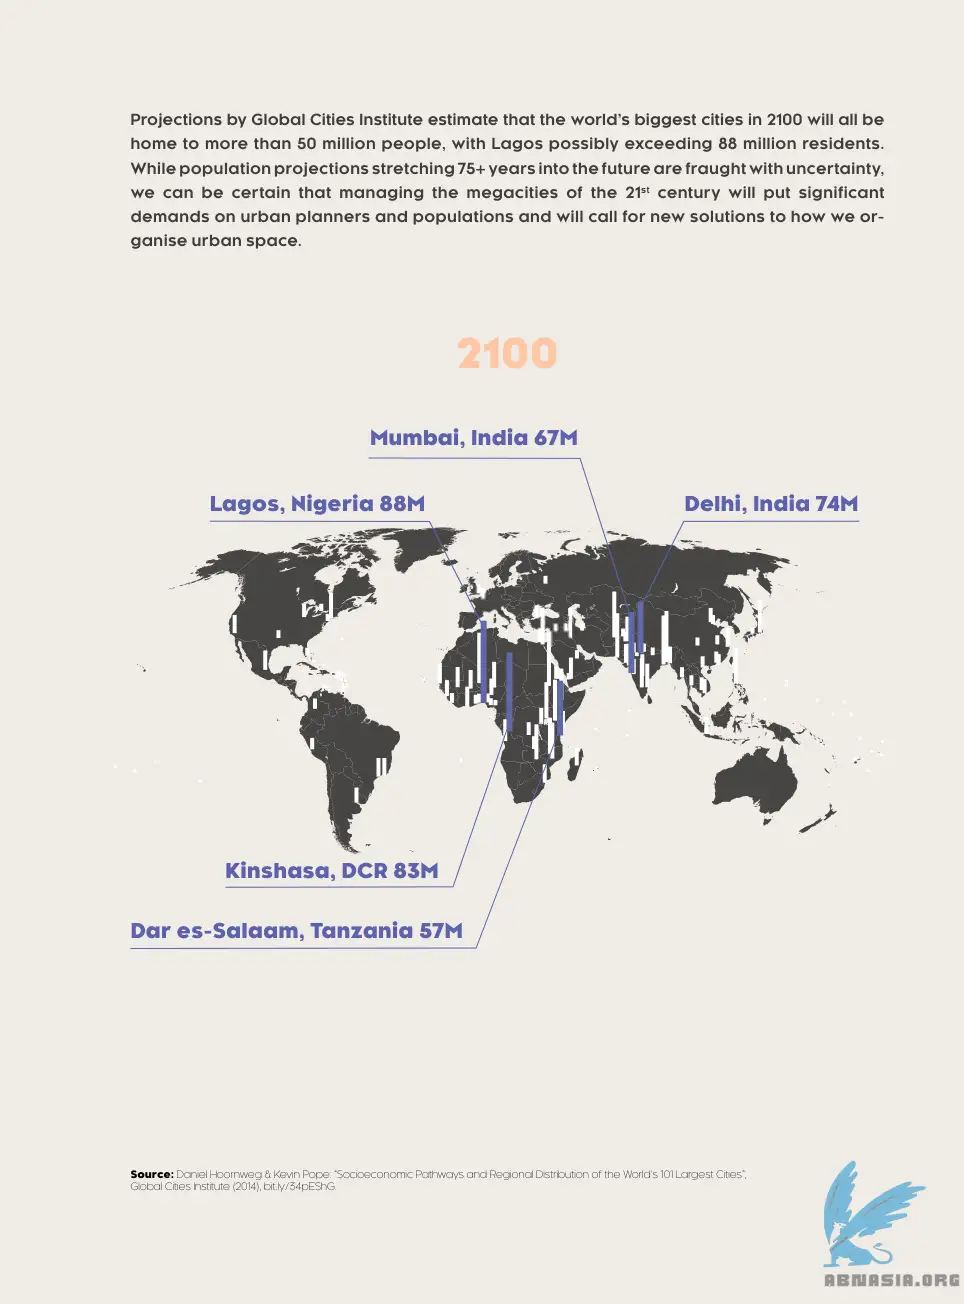 Projections by Global Cities Institute estimate that the world's biggest cities in 2100 will all be
home to more than 50 million people, with Lagos possibly exceeding 88 million residents.
While population projections stretching 75+ years into the future are fraught with uncertainty,
we can be certain that managing the megacities of the 21st century will put significant
demands on urban planners and populations and will call for new solutions to how we or-
ganise urban space.
2100
Mumbai, India 67M
Lagos, Nigeria 88M
Delhi, India 74M
Kinshasa, DCR 83M
Dar es-Salaam, Tanzania 57M
Source: Daniel Hoornweg & Kevin Pope: "Socioeconomic Pathways and Regional Distribution of the World's 101 Largest Cities",
Global Cities Institute (2014), bit.ly/34pEShG.
ABNASIA.ORG